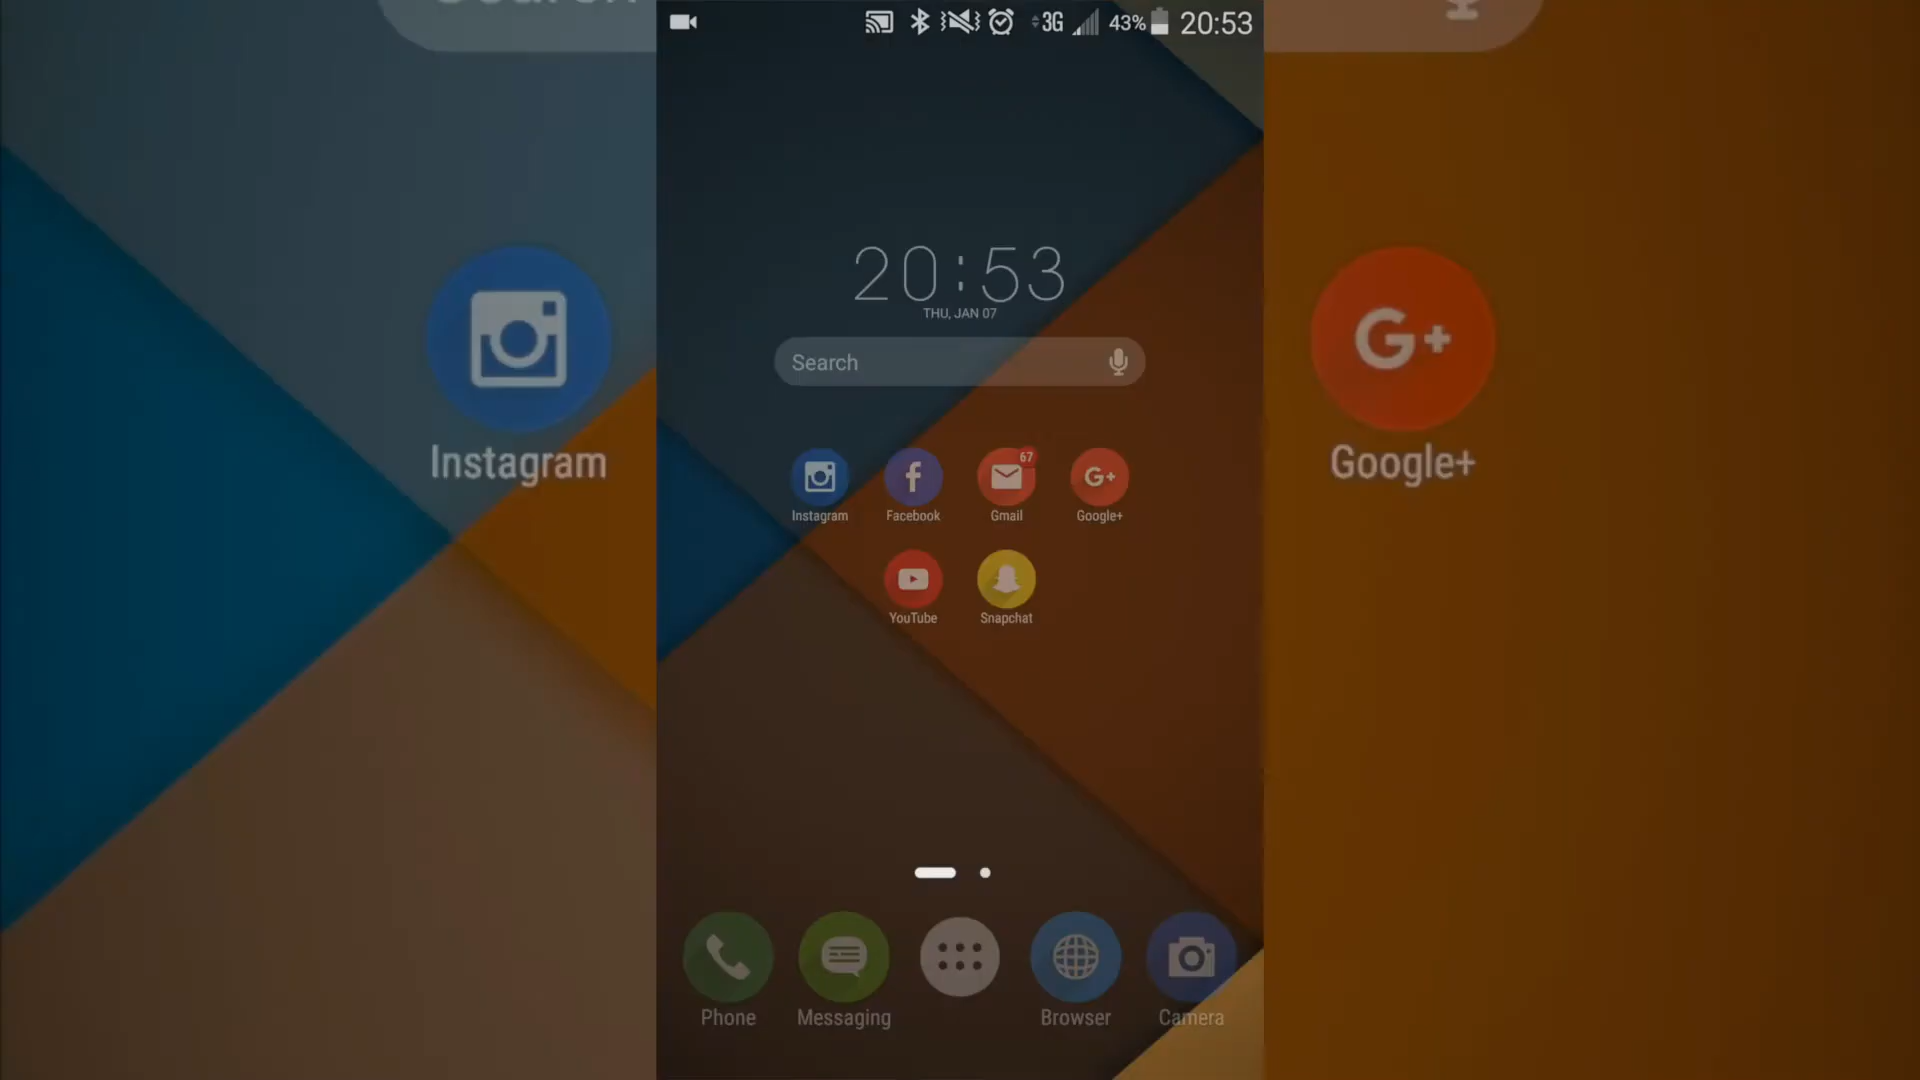 3G 43% 20:53
20:53
THU, JAN 07
Search
67
Instagram Facebook Gmail Google+
YouTube Snapchat
Instagram
Google+
Phone Messaging Browser Camera